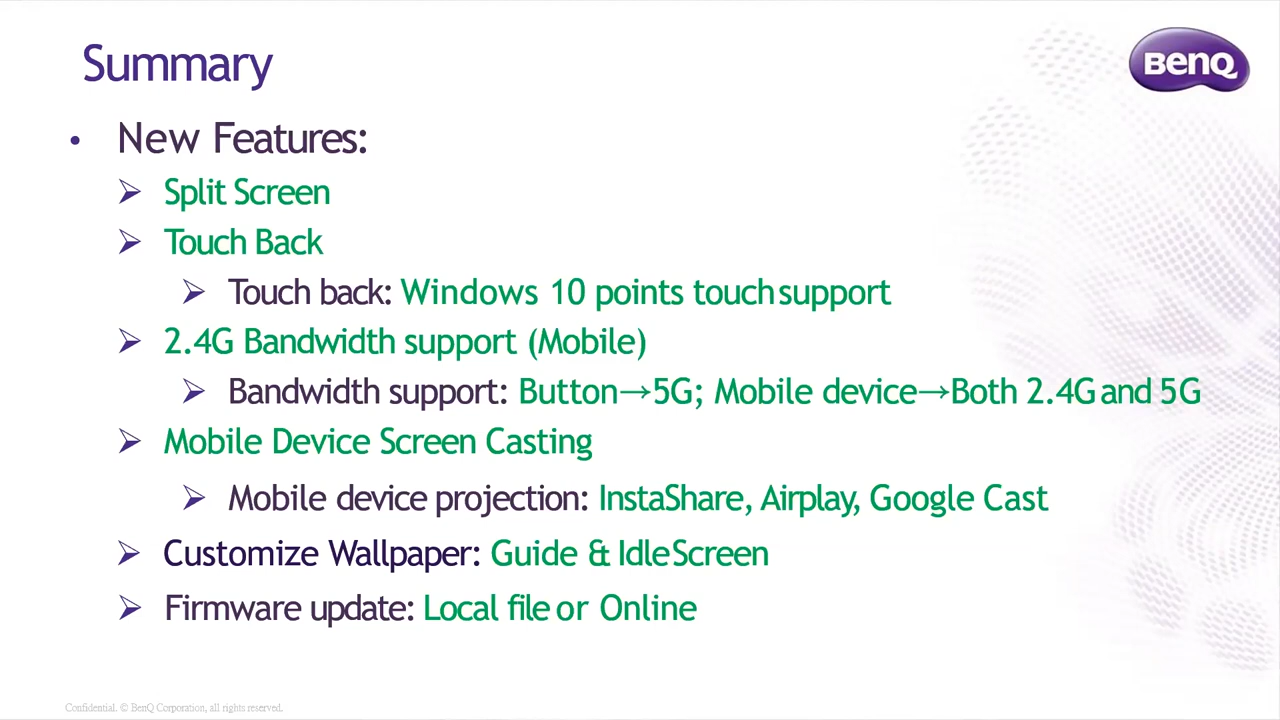 Summary
BenQ
• New Features:
➢ Split Screen
➢ Touch Back
➢ Touch back: Windows 10 points touch support
➢ 2.4G Bandwidth support (Mobile)
➢ Bandwidth support: Button→5G; Mobile device→Both 2.4G and 5G
➢ Mobile Device Screen Casting
➢ Mobile device projection: InstaShare, Airplay, Google Cast
➢ Customize Wallpaper: Guide & Idle Screen
➢ Firmware update: Local file or Online
Confidential. © BenQ Corporation, all rights reserved.